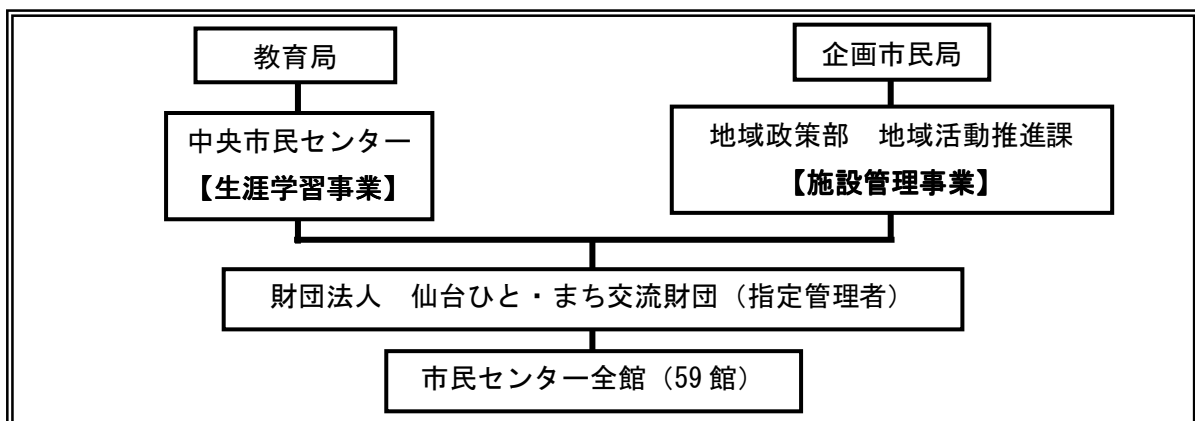 教育局
企画市民局
中央市民センター
【生涯学習事業】
地域政策部　地域活動推進課
【施設管理事業】
財団法人　仙台ひと・まち交流財団（指定管理者）
市民センター全館（59 館）